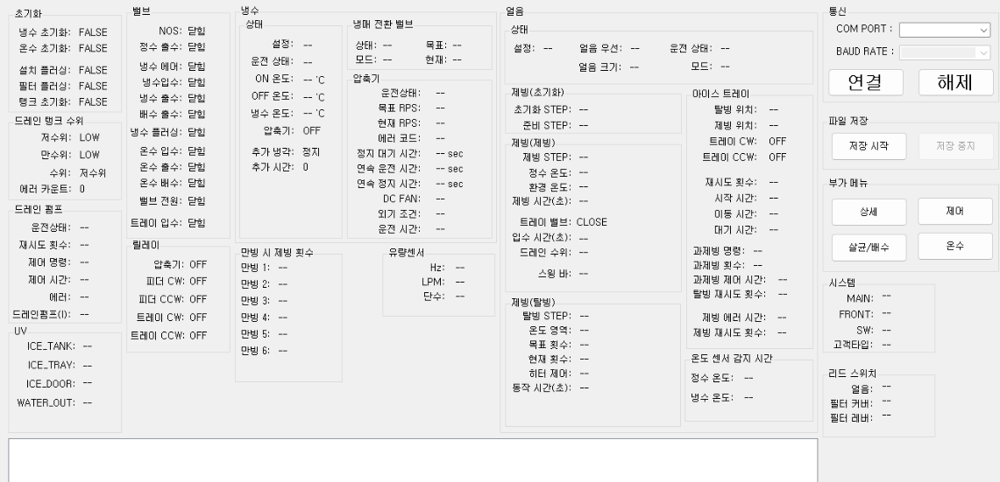 초기화
냉수 초기화: FALSE
온수 초기화: FALSE
설치 플러싱: FALSE
필터 플러싱: FALSE
탱크 초기화: FALSE
드레인 탱크 수위
저수위: LOW
만수위: LOW
수위: 저수위
에러 카운트: 0
드레인 펌프
운전상태: --
재시도 횟수: --
제어 명령: --
제어 시간: --
에러: --
드레인펌프(I): --
UV
ICE_TANK: --
ICE_TRAY: --
ICE_DOOR: --
WATER_OUT: --
밸브
NOS: 닫힘
정수 출수: 닫힘
냉수 에어: 닫힘
냉수입수: 닫힘
냉수 출수: 닫힘
배수 출수: 닫힘
냉수 플러싱: 닫힘
온수 입수: 닫힘
온수 출수: 닫힘
온수 배수: 닫힘
밸브 전원: 닫힘
트레이 입수: 닫힘
릴레이
압축기: OFF
피더 CW: OFF
피더 CCW: OFF
트레이 CW: OFF
트레이 CCW: OFF
냉수
상태
설정: --
운전 상태: --
ON 온도: -- 'C
OFF 온도: -- 'C
냉수 온도: -- 'C
압축기: OFF
추가 냉각: 정지
추가 시간: 0
냉매 전환 밸브
상태: -- 목표: --
모드: -- 현재: --
압축기
운전상태: --
목표 RPS: --
현재 RPS: --
에러 코드: --
정지 대기 시간: -- sec
연속 운전 시간: -- sec
연속 정지 시간: -- sec
DC FAN: --
외기 조건: --
운전 시간: --
만빙 시 제빙 횟수
만빙 1: --
만빙 2: --
만빙 3: --
만빙 4: --
만빙 5: --
만빙 6: --
유량센서
Hz: --
LPM: --
단수: --
얼음
상태
설정: -- 얼음 우선: -- 운전 상태: --
얼음 크기: -- 모드: --
제빙(초기화)
초기화 STEP: --
준비 STEP: --
제빙(제빙)
제빙 STEP: --
정수 온도: --
환경 온도: --
제빙 시간(초): --
트레이 밸브: CLOSE
입수 시간(초): --
드레인 수위: --
스윙 바: --
제빙(탈빙)
탈빙 STEP: --
온도 영역: --
목표 횟수: --
현재 횟수: --
히터 제어: --
동작 시간(초): --
아이스 트레이
탈빙 위치: --
제빙 위치: --
트레이 CW: OFF
트레이 CCW: OFF
재시도 횟수: --
시작 시간: --
이동 시간: --
대기 시간: --
과제빙 명령: --
과제빙 횟수: --
과제빙 제어 시간: --
탈빙 재시도 횟수: --
제빙 에러 시간: --
제빙 재시도 횟수: --
온도 센서 감지 시간
정수 온도: --
냉수 온도: --
통신
COM PORT :
BAUD RATE :
연결 해제
파일 저장
저장 시작 저장 중지
부가 메뉴
상세 제어
살균/배수 온수
시스템
MAIN: --
FRONT: --
SW: --
고객타입: --
리드 스위치
얼음: --
필터 커버: --
필터 레버: --